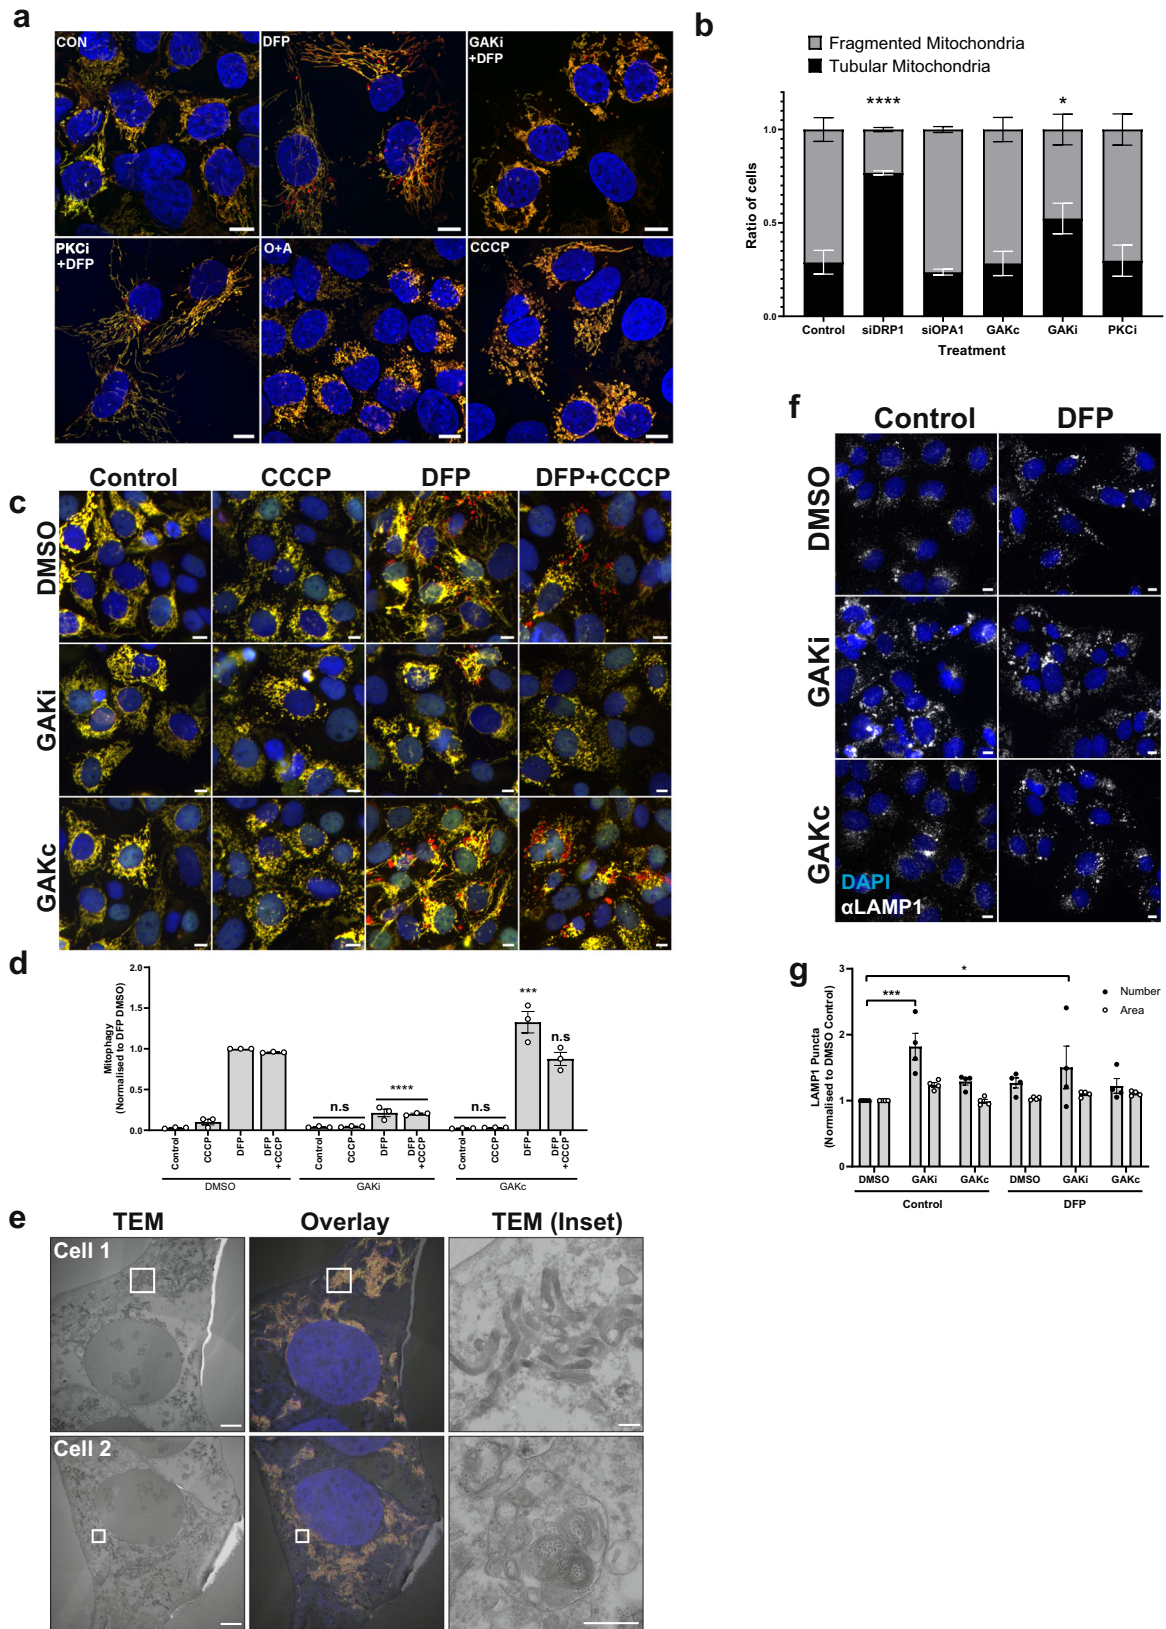 a
CON
DFP
GAKi
+DFP
PKCi
+DFP
O+A
CCCP
b
Fragmented Mitochondria
Tubular Mitochondria
**** *
1.0
0.5
0.0
Ratio of cells
Control siDRP1 siOPA1 GAKc GAKi PKCi
Treatment
c
Control CCCP DFP DFP+CCCP
DMSO
GAKi
GAKc
d
Mitophagy
(Normalised to DFP DMSO)
2.0
1.5
1.0
0.5
0.0
n.s
****
n.s
***
n.s
Control
CCCP
DFP
DFP
+CCCP
Control
CCCP
DFP
DFP
+CCCP
Control
CCCP
DFP
DFP
+CCCP
DMSO GAKi GAKc
e
TEM Overlay TEM (Inset)
Cell 1
Cell 2
f
Control DFP
DMSO
GAKi
GAKc
DAPI
αLAMP1
g
LAMP1 Puncta
(Normalised to DMSO Control)
3
2
1
0
***
*
Number
Area
DMSO GAKi GAKc DMSO GAKi GAKc
Control DFP